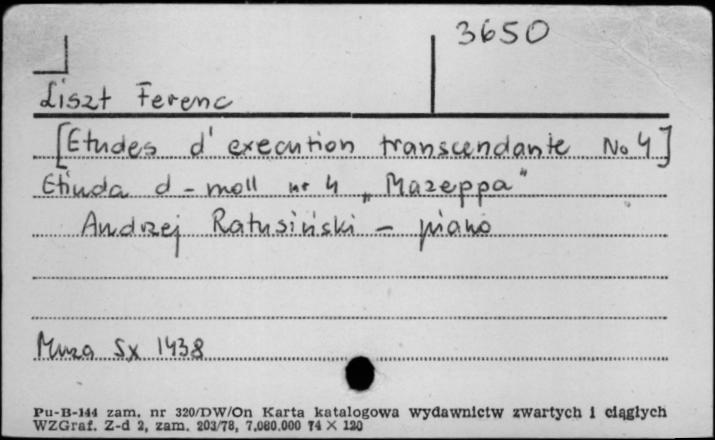 3650
Liszt Ferenc
[Etudes d'execution transcendante No 4]
Etiuda d-moll nr 4 „Mazeppa"
Andrzej Ratusiński – piano
Muza Sx 1438
Pu-B-144 zam. nr 320/DW/On Karta katalogowa wydawnictw zwartych i ciągłych
WZGraf. Z-d 2, zam. 203/78, 7.080.000 74 × 120